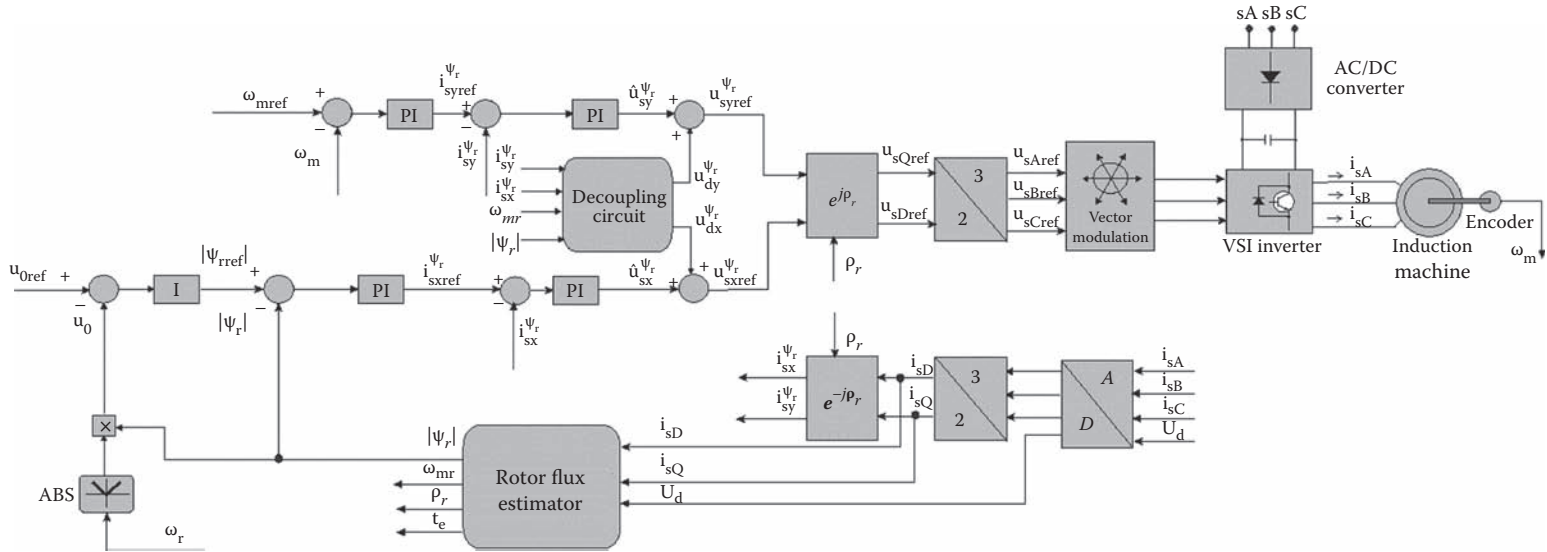 sA sB sC
AC/DC
converter
ω_mref
+
−
ω_m
PI
i_syref^ψr
+
−
i_sy^ψr
PI
û_sy^ψr
+
+
u_syref^ψr
i_sy^ψr
i_sx^ψr
ω_mr
|ψ_r|
Decoupling
circuit
u_dy^ψr
u_dx^ψr
e^jρ_r
ρ_r
u_sQref
u_sDref
3
2
u_sAref
u_sBref
u_sCref
Vector
modulation
VSI inverter
i_sA
i_sB
i_sC
Induction
machine
Encoder
ω_m
u_0ref
+
−
u_0
I
|ψ_rref|
+
−
|ψ_r|
PI
i_sxref^ψr
+
−
i_sx^ψr
PI
û_sx^ψr
+
+
u_sxref^ψr
ρ_r
i_sx^ψr
i_sy^ψr
e^−jρ_r
i_sD
i_sQ
3
2
A
D
i_sA
i_sB
i_sC
U_d
×
ABS
ω_r
|ψ_r|
ω_mr
ρ_r
t_e
Rotor flux
estimator
i_sD
i_sQ
U_d